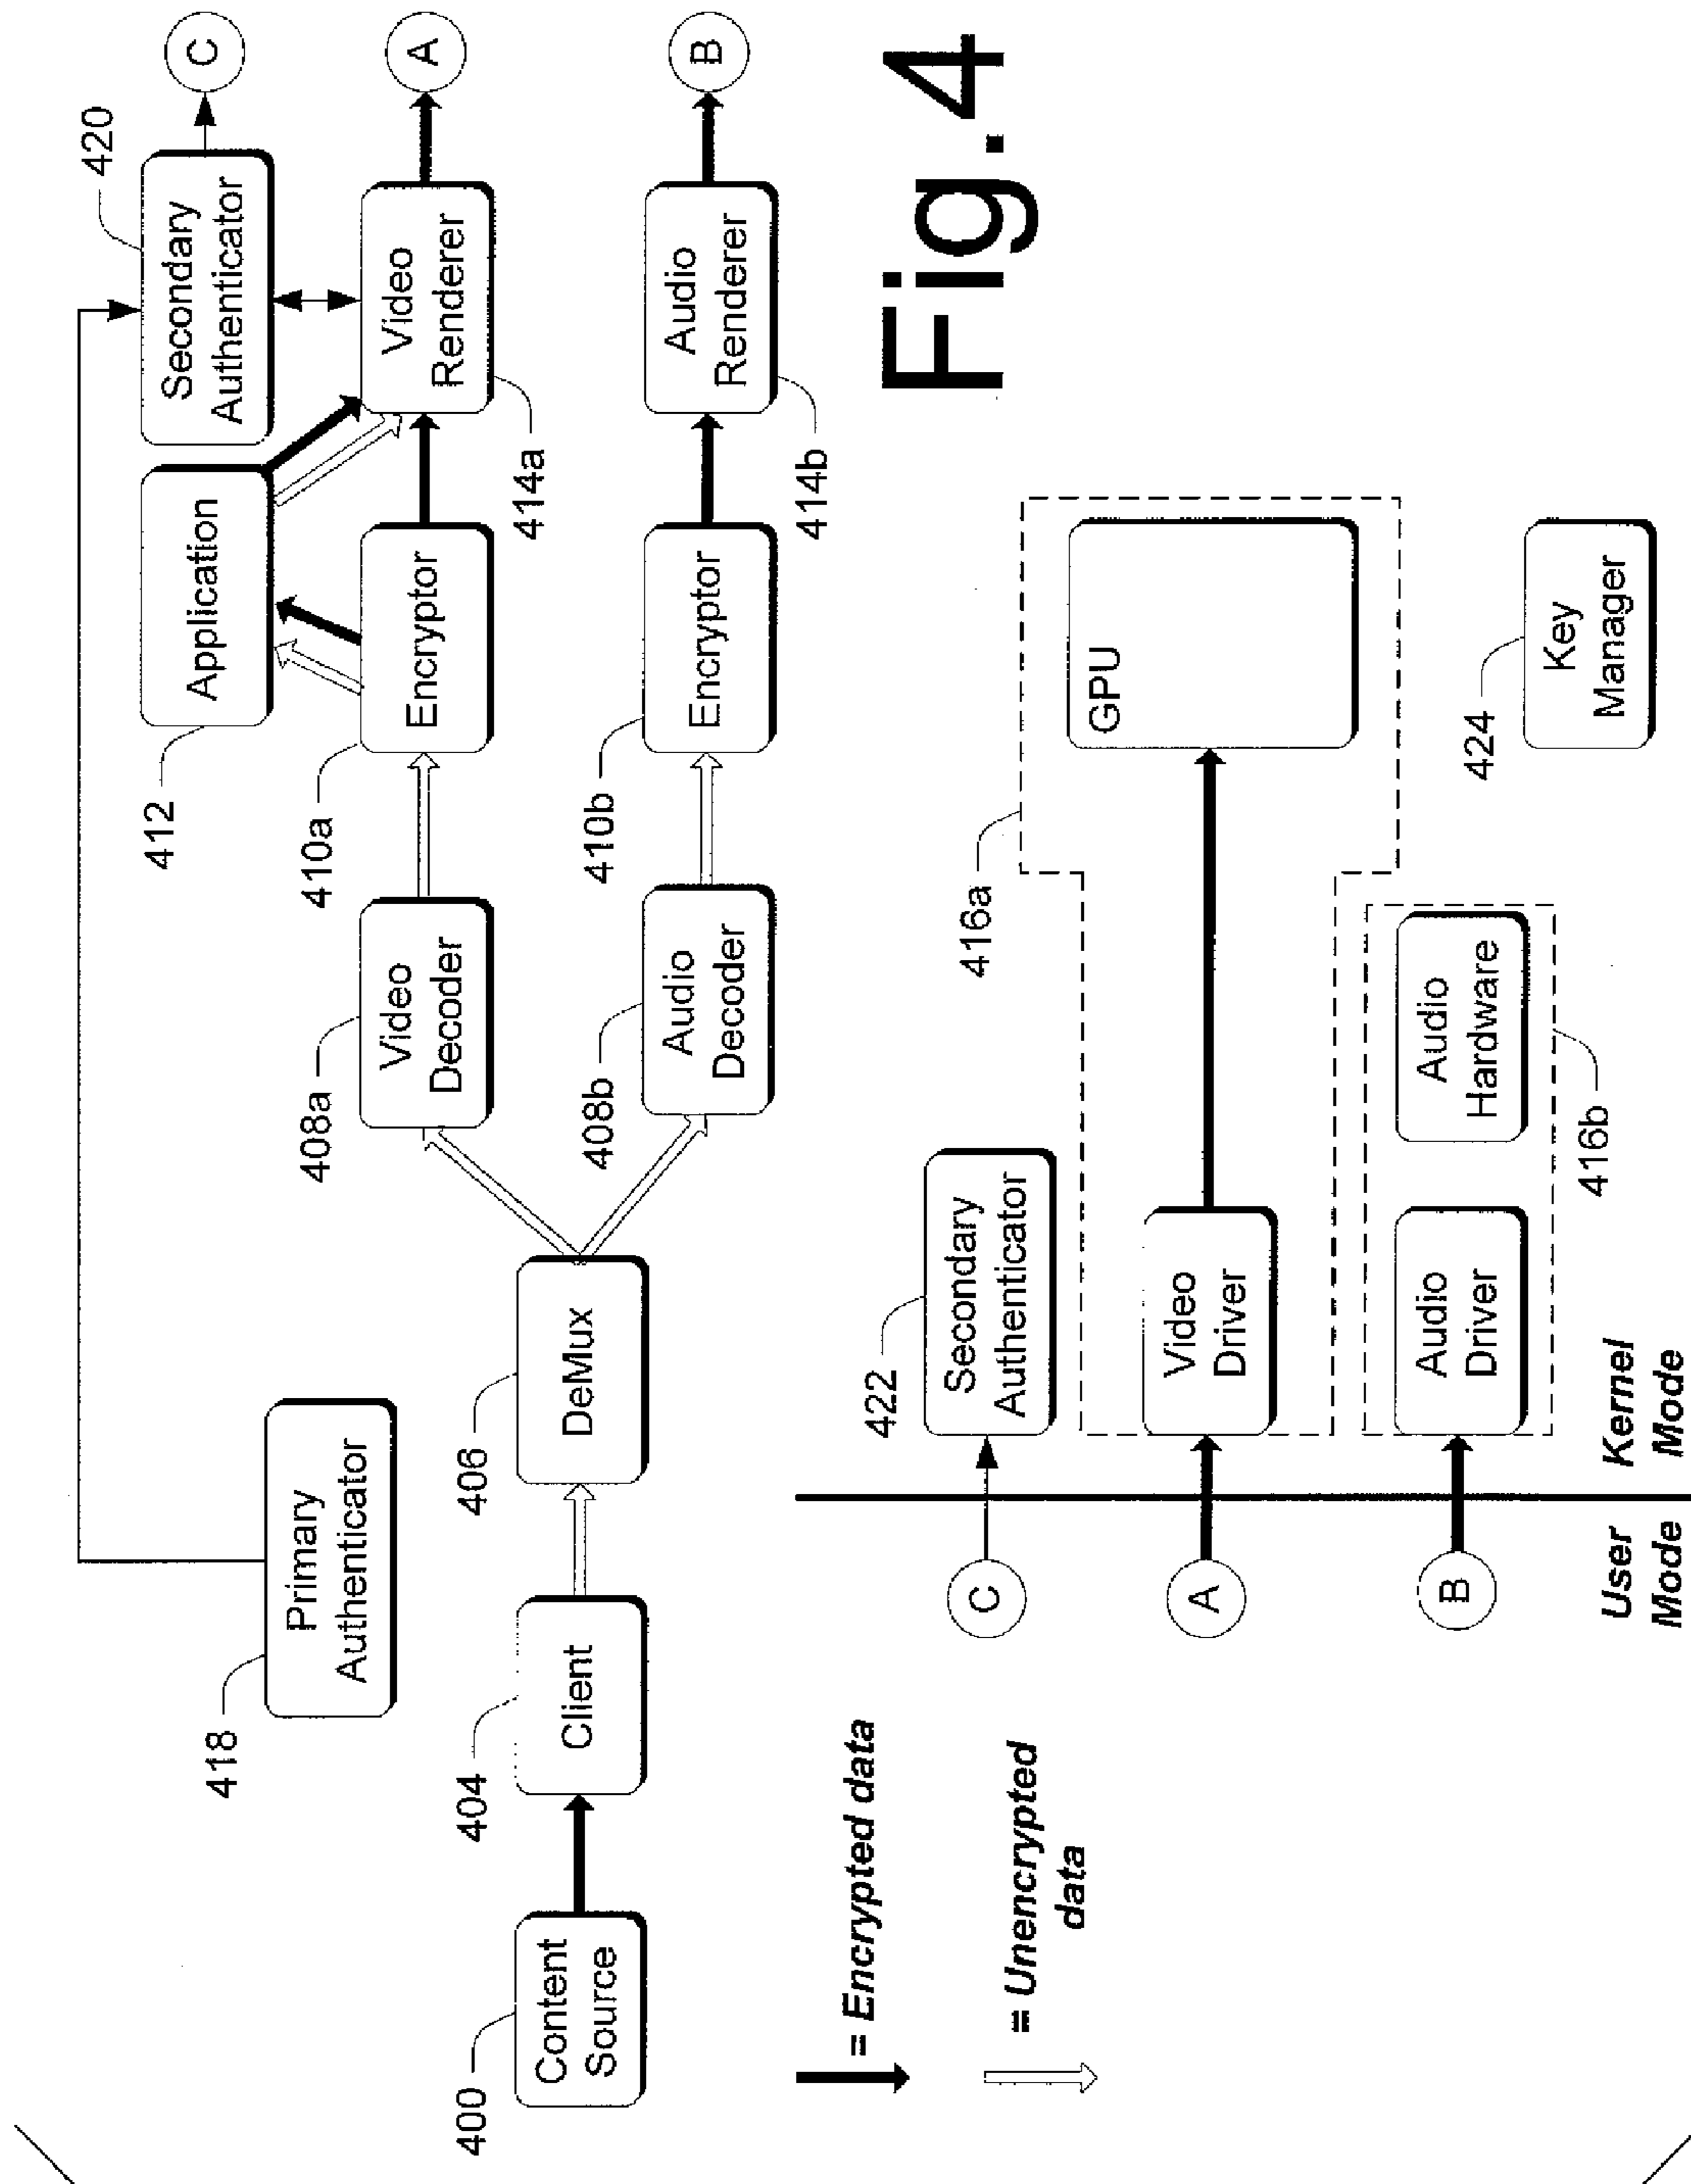 420
Secondary
Authenticator
C
412
Application
418
Primary
Authenticator
408a
Video
Decoder
410a
Encryptor
414a
Video
Renderer
A
400
Content
Source
404
Client
406
DeMux
408b
Audio
Decoder
410b
Encryptor
414b
Audio
Renderer
B
= Encrypted data
= Unencrypted
data
Fig.4
C
422
Secondary
Authenticator
416a
A
Video
Driver
GPU
B
Audio
Driver
Audio
Hardware
416b
424
Key
Manager
User
Mode
Kernel
Mode